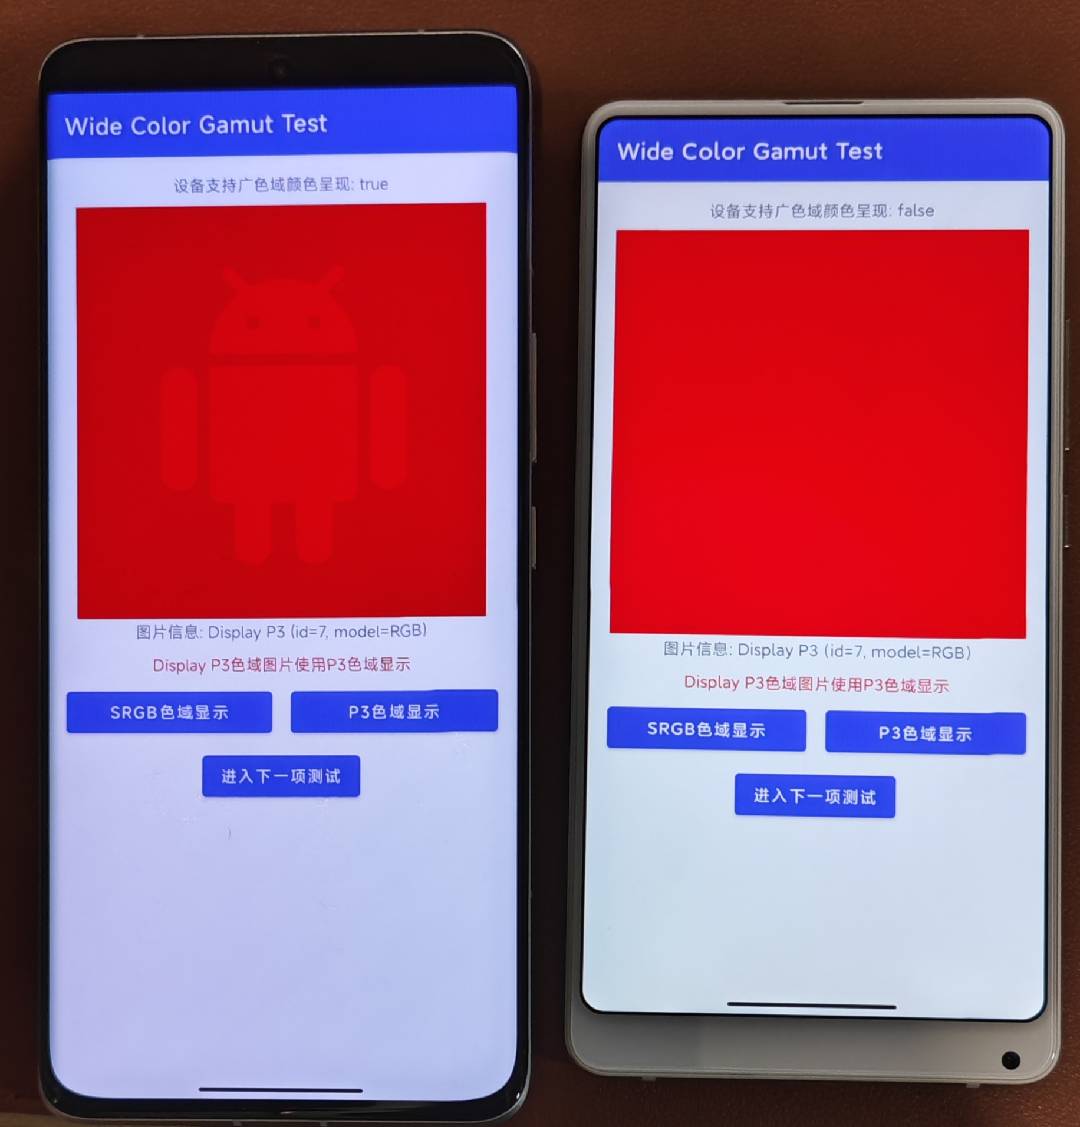 Wide Color Gamut Test
设备支持广色域颜色呈现: true
图片信息: Display P3 (id=7, model=RGB)
Display P3色域图片使用P3色域显示
SRGB色域显示
P3色域显示
进入下一项测试
Wide Color Gamut Test
设备支持广色域颜色呈现: false
图片信息: Display P3 (id=7, model=RGB)
Display P3色域图片使用P3色域显示
SRGB色域显示
P3色域显示
进入下一项测试